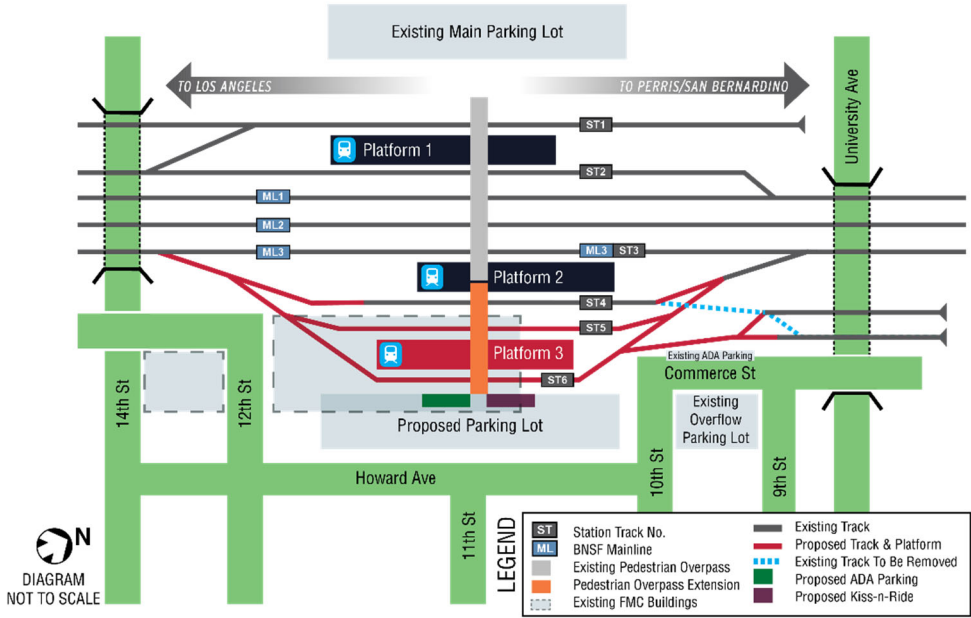 Existing Main Parking Lot
TO LOS ANGELES
TO PERRIS/SAN BERNARDINO
University Ave
ST1
Platform 1
ST2
ML1
ML2
ML3
ML3 ST3
Platform 2
ST4
ST5
Platform 3
ST6
Existing ADA Parking
Commerce St
14th St
12th St
Proposed Parking Lot
Existing
Overflow
Parking Lot
10th St
9th St
Howard Ave
11th St
N
DIAGRAM
NOT TO SCALE
LEGEND
ST Station Track No.
ML BNSF Mainline
Existing Pedestrian Overpass
Pedestrian Overpass Extension
Existing FMC Buildings
Existing Track
Proposed Track & Platform
Existing Track To Be Removed
Proposed ADA Parking
Proposed Kiss-n-Ride